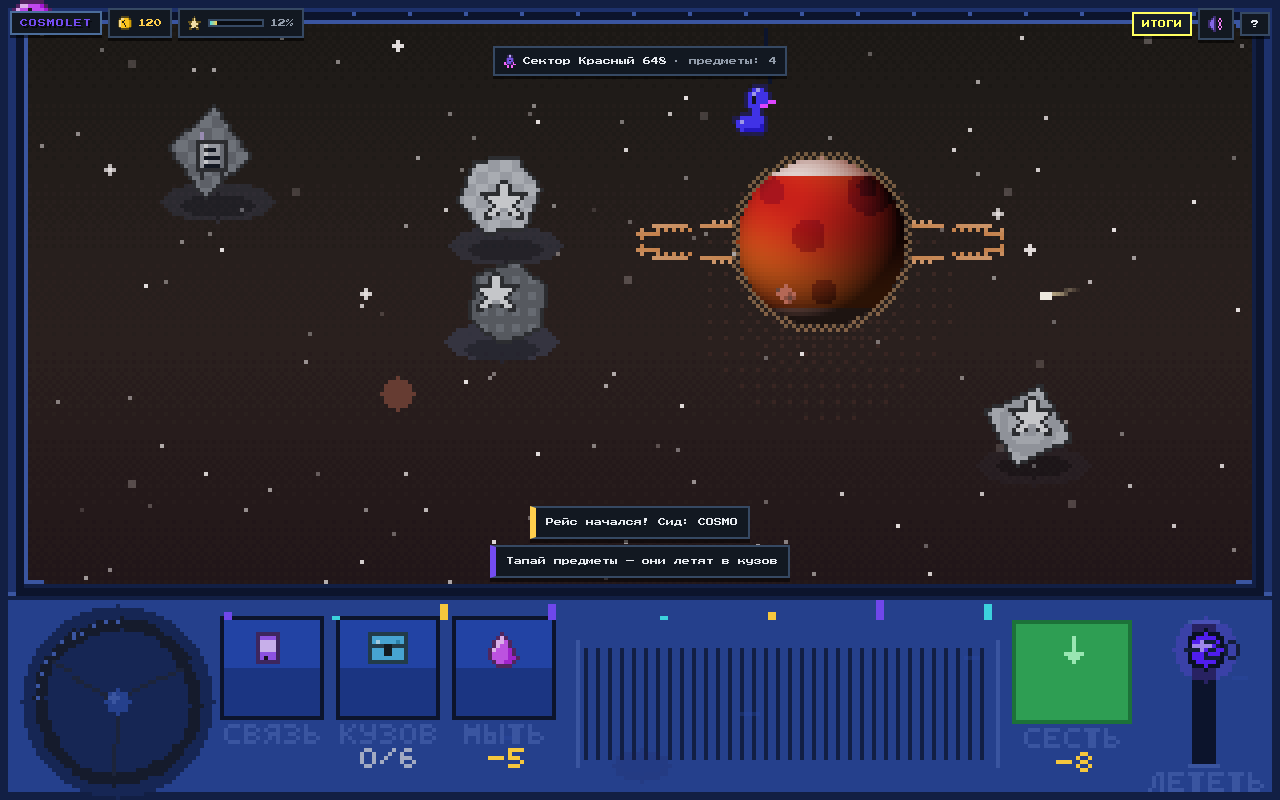 COSMOLET
120
12%
ИТОГИ
?
Сектор Красный 648 · предметы: 4
Рейс начался! Сид: COSMO
Тапай предметы — они летят в кузов
СВЯЗЬ
КУЗОВ
0/6
НЫТЬ
−5
СЕСТЬ
−8
ЛЕТЕТЬ